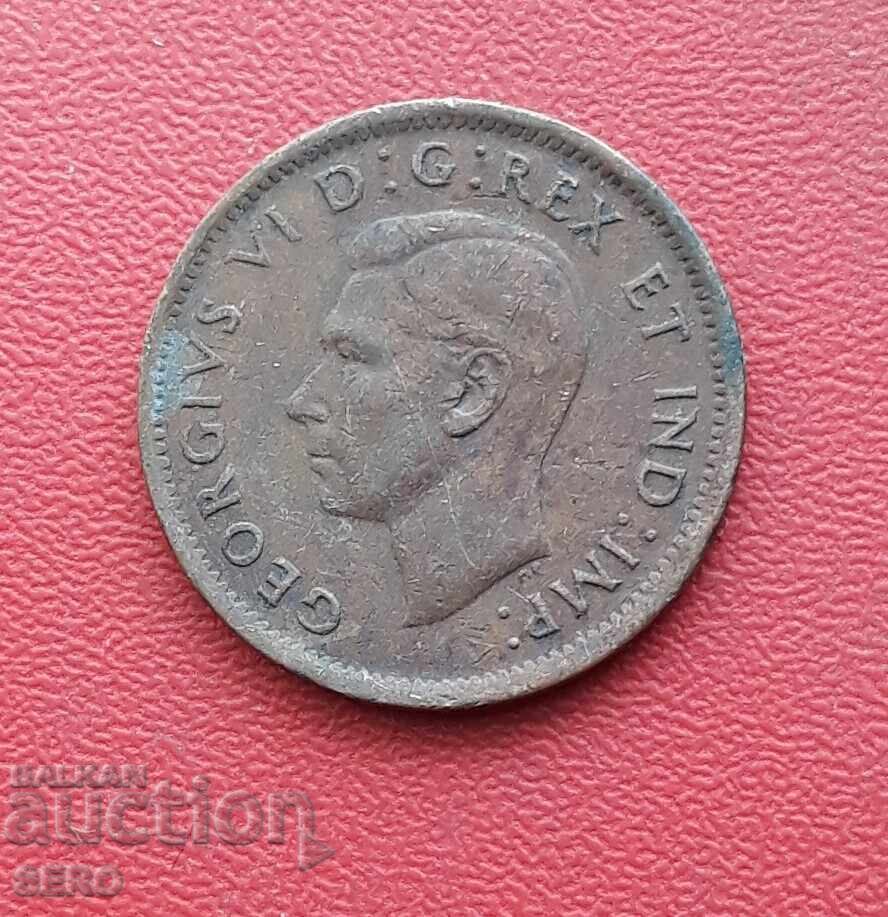 GEORGIVS VI D:G:REX ET IND:IMP:
BALKAN
auction
SERO